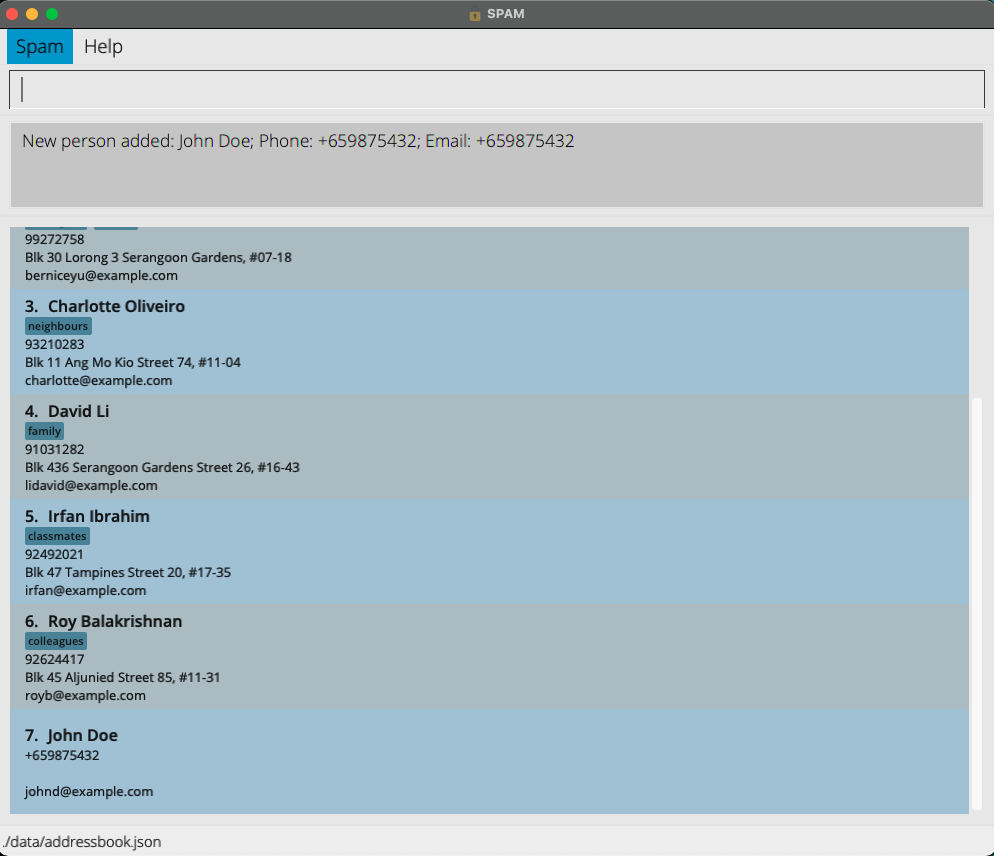 SPAM
Spam Help
New person added: John Doe; Phone: +659875432; Email: +659875432
99272758
Blk 30 Lorong 3 Serangoon Gardens, #07-18
berniceyu@example.com
3. Charlotte Oliveiro
neighbours
93210283
Blk 11 Ang Mo Kio Street 74, #11-04
charlotte@example.com
4. David Li
family
91031282
Blk 436 Serangoon Gardens Street 26, #16-43
lidavid@example.com
5. Irfan Ibrahim
classmates
92492021
Blk 47 Tampines Street 20, #17-35
irfan@example.com
6. Roy Balakrishnan
colleagues
92624417
Blk 45 Aljunied Street 85, #11-31
royb@example.com
7. John Doe
+659875432
johnd@example.com
./data/addressbook.json